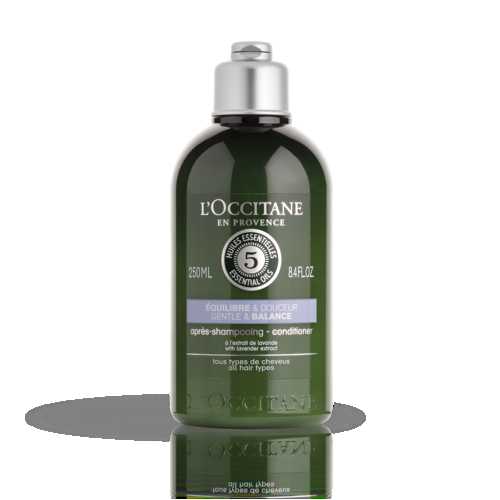 L'OCCITANE
EN PROVENCE
HUILES ESSENTIELLES
5
ESSENTIAL OILS
250ML
8.4FL.OZ
ÉQUILIBRE & DOUCEUR
GENTLE & BALANCE
après-shampooing - conditioner
à l'extrait de lavande
with lavender extract
tous types de cheveux
all hair types
L'OCCITANE